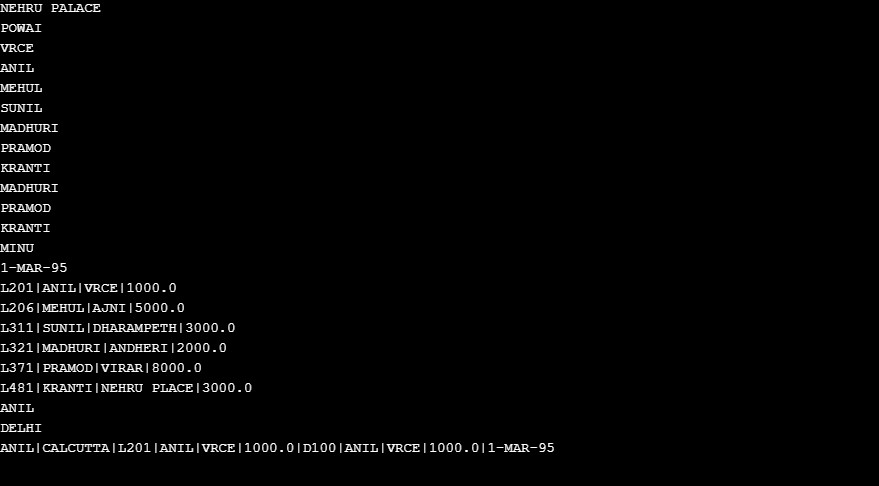 NEHRU PALACE
POWAI
VRCE
ANIL
MEHUL
SUNIL
MADHURI
PRAMOD
KRANTI
MADHURI
PRAMOD
KRANTI
MINU
1-MAR-95
L201|ANIL|VRCE|1000.0
L206|MEHUL|AJNI|5000.0
L311|SUNIL|DHARAMPETH|3000.0
L321|MADHURI|ANDHERI|2000.0
L371|PRAMOD|VIRAR|8000.0
L481|KRANTI|NEHRU PLACE|3000.0
ANIL
DELHI
ANIL|CALCUTTA|L201|ANIL|VRCE|1000.0|D100|ANIL|VRCE|1000.0|1-MAR-95